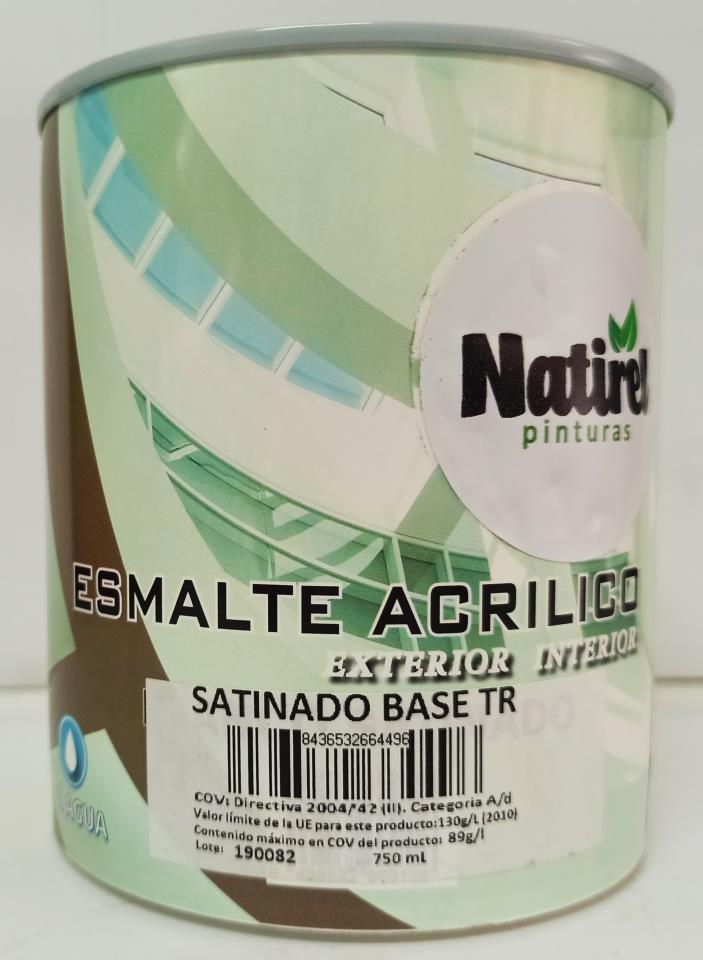 Natirel
pinturas
ESMALTE ACRILICO
EXTERIOR INTERIOR
SATINADO BASE TR
8436532664496
COV: Directiva 2004/42 (II). Categoria A/d
Valor límite de la UE para este producto:130g/L (2010)
Contenido máximo en COV del producto: 89g/l
Lote: 190082 750 mL
AGUA